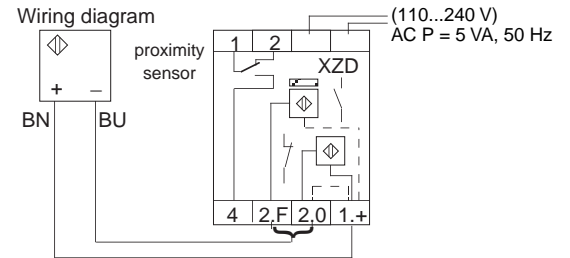 Wiring diagram
(110...240 V)
AC P = 5 VA, 50 Hz
proximity
sensor
1 2
XZD
+ –
BN BU
4 2.F 2.0 1.+